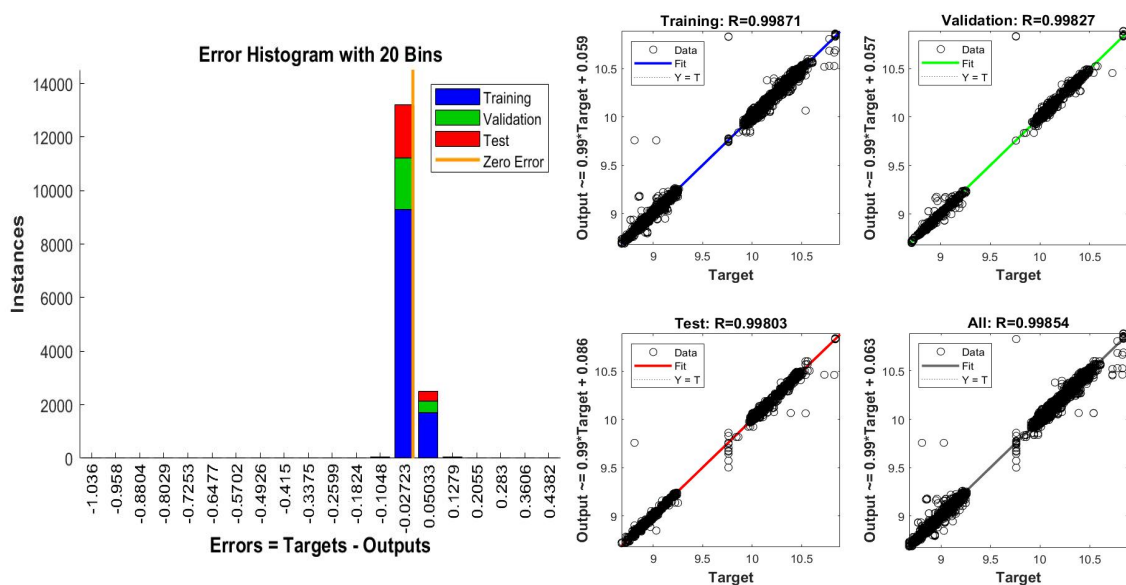 Error Histogram with 20 Bins
Instances
14000
12000
10000
8000
6000
4000
2000
0
Training
Validation
Test
Zero Error
-1.036
-0.958
-0.8804
-0.8029
-0.7253
-0.6477
-0.5702
-0.4926
-0.415
-0.3375
-0.2599
-0.1824
-0.1048
-0.02723
0.05033
0.1279
0.2055
0.283
0.3606
0.4382
Errors = Targets - Outputs
Training: R=0.99871
Output ~= 0.99*Target + 0.059
10.5
10
9.5
9
Data
Fit
Y = T
9
9.5
10
10.5
Target
Validation: R=0.99827
Output ~= 0.99*Target + 0.057
10.5
10
9.5
9
Data
Fit
Y = T
9
9.5
10
10.5
Target
Test: R=0.99803
Output ~= 0.99*Target + 0.086
10.5
10
9.5
9
Data
Fit
Y = T
9
9.5
10
10.5
Target
All: R=0.99854
Output ~= 0.99*Target + 0.063
10.5
10
9.5
9
Data
Fit
Y = T
9
9.5
10
10.5
Target